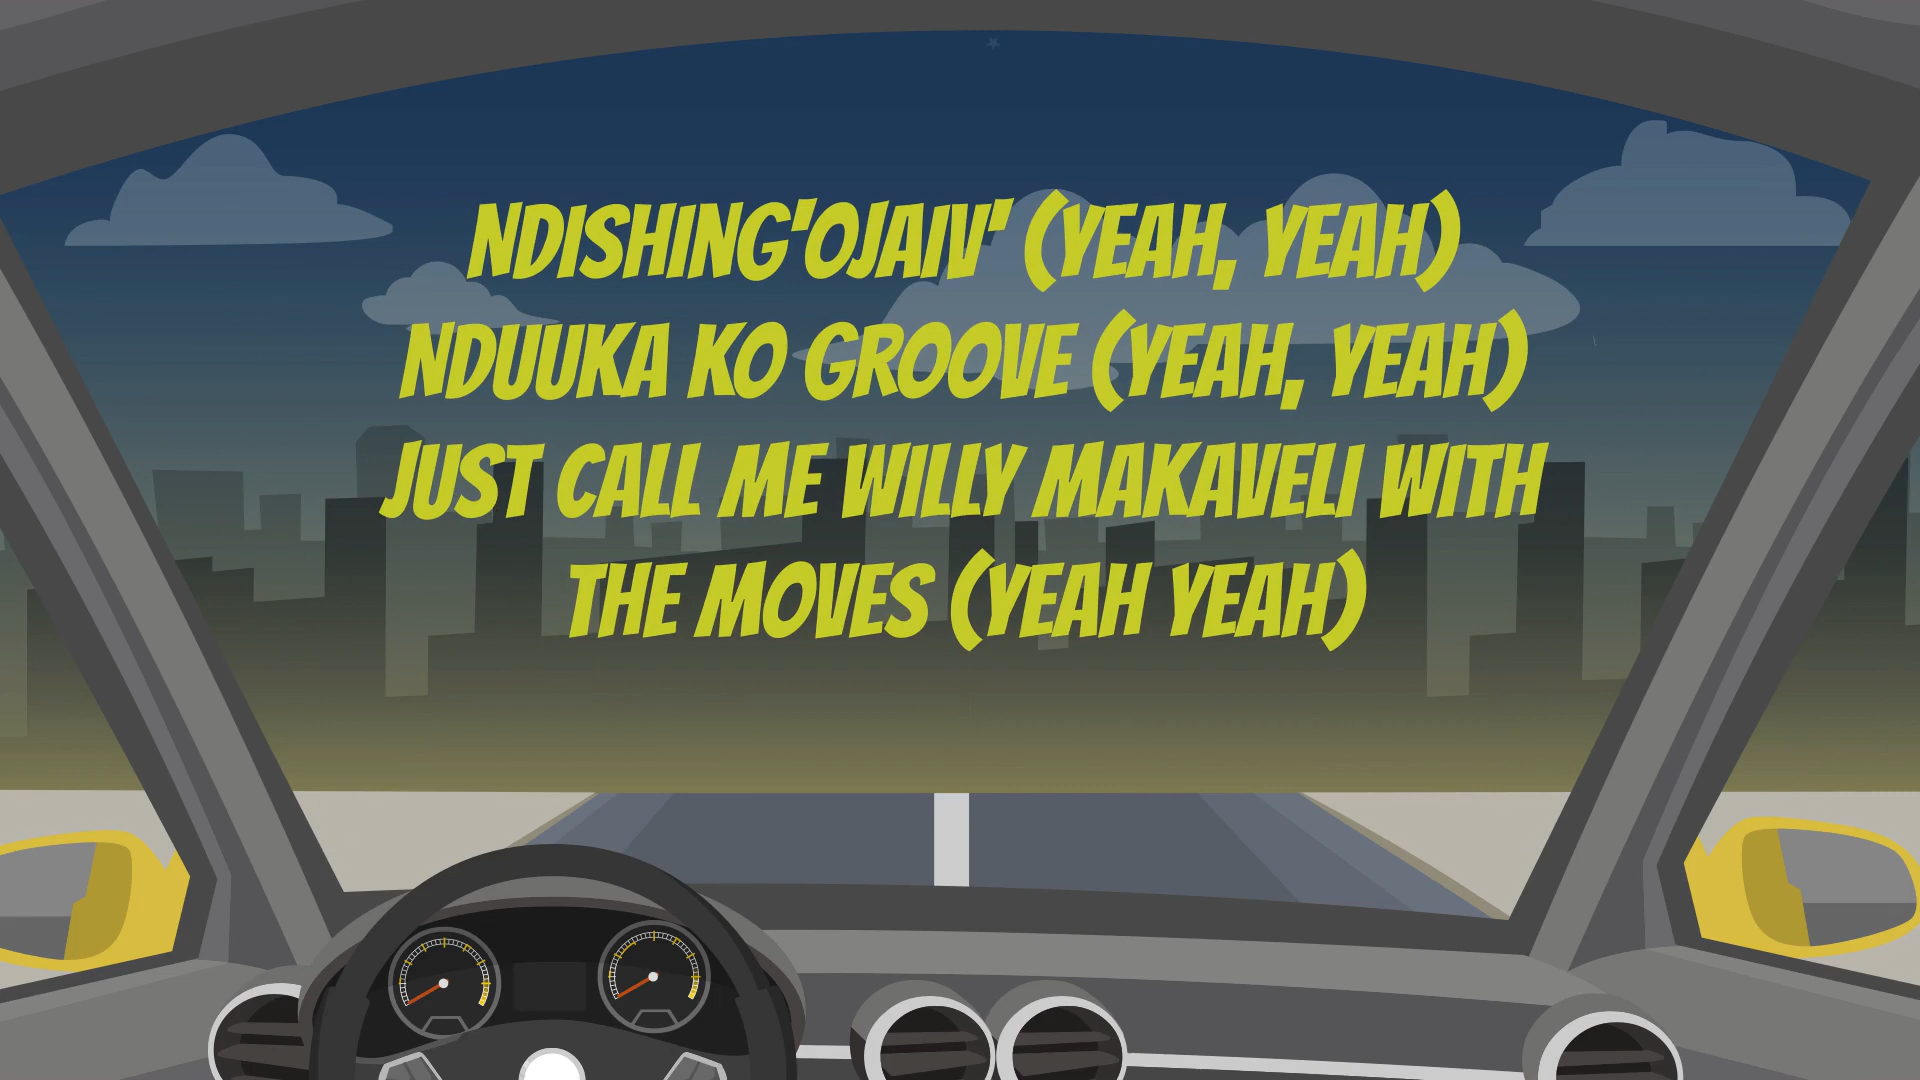 NDISHING'OJAIV' (YEAH, YEAH)
NDUUKA KO GROOVE (YEAH, YEAH)
JUST CALL ME WILLY MAKAVELI WITH
THE MOVES (YEAH YEAH)